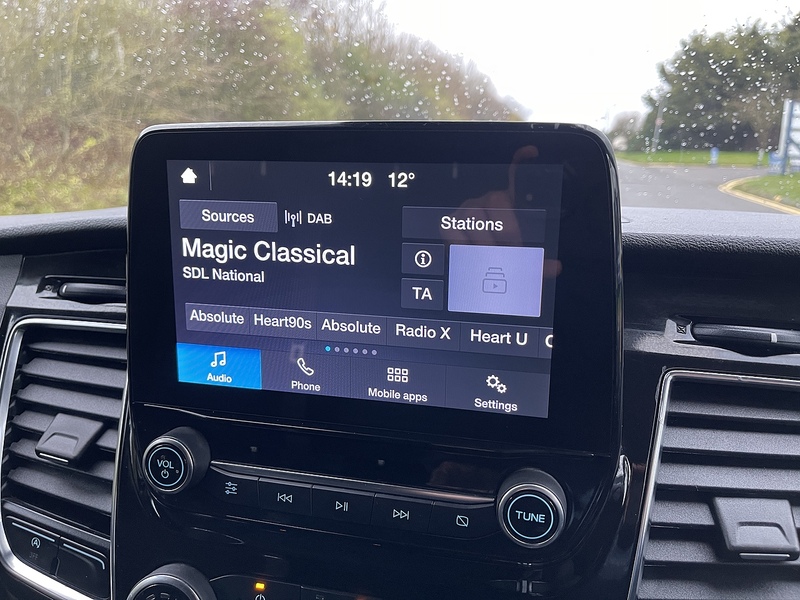 14:19 12°
Sources DAB Stations
Magic Classical
SDL National
TA
Absolute Heart90s Absolute Radio X Heart U C
Audio Phone Mobile apps Settings
VOL
TUNE
A